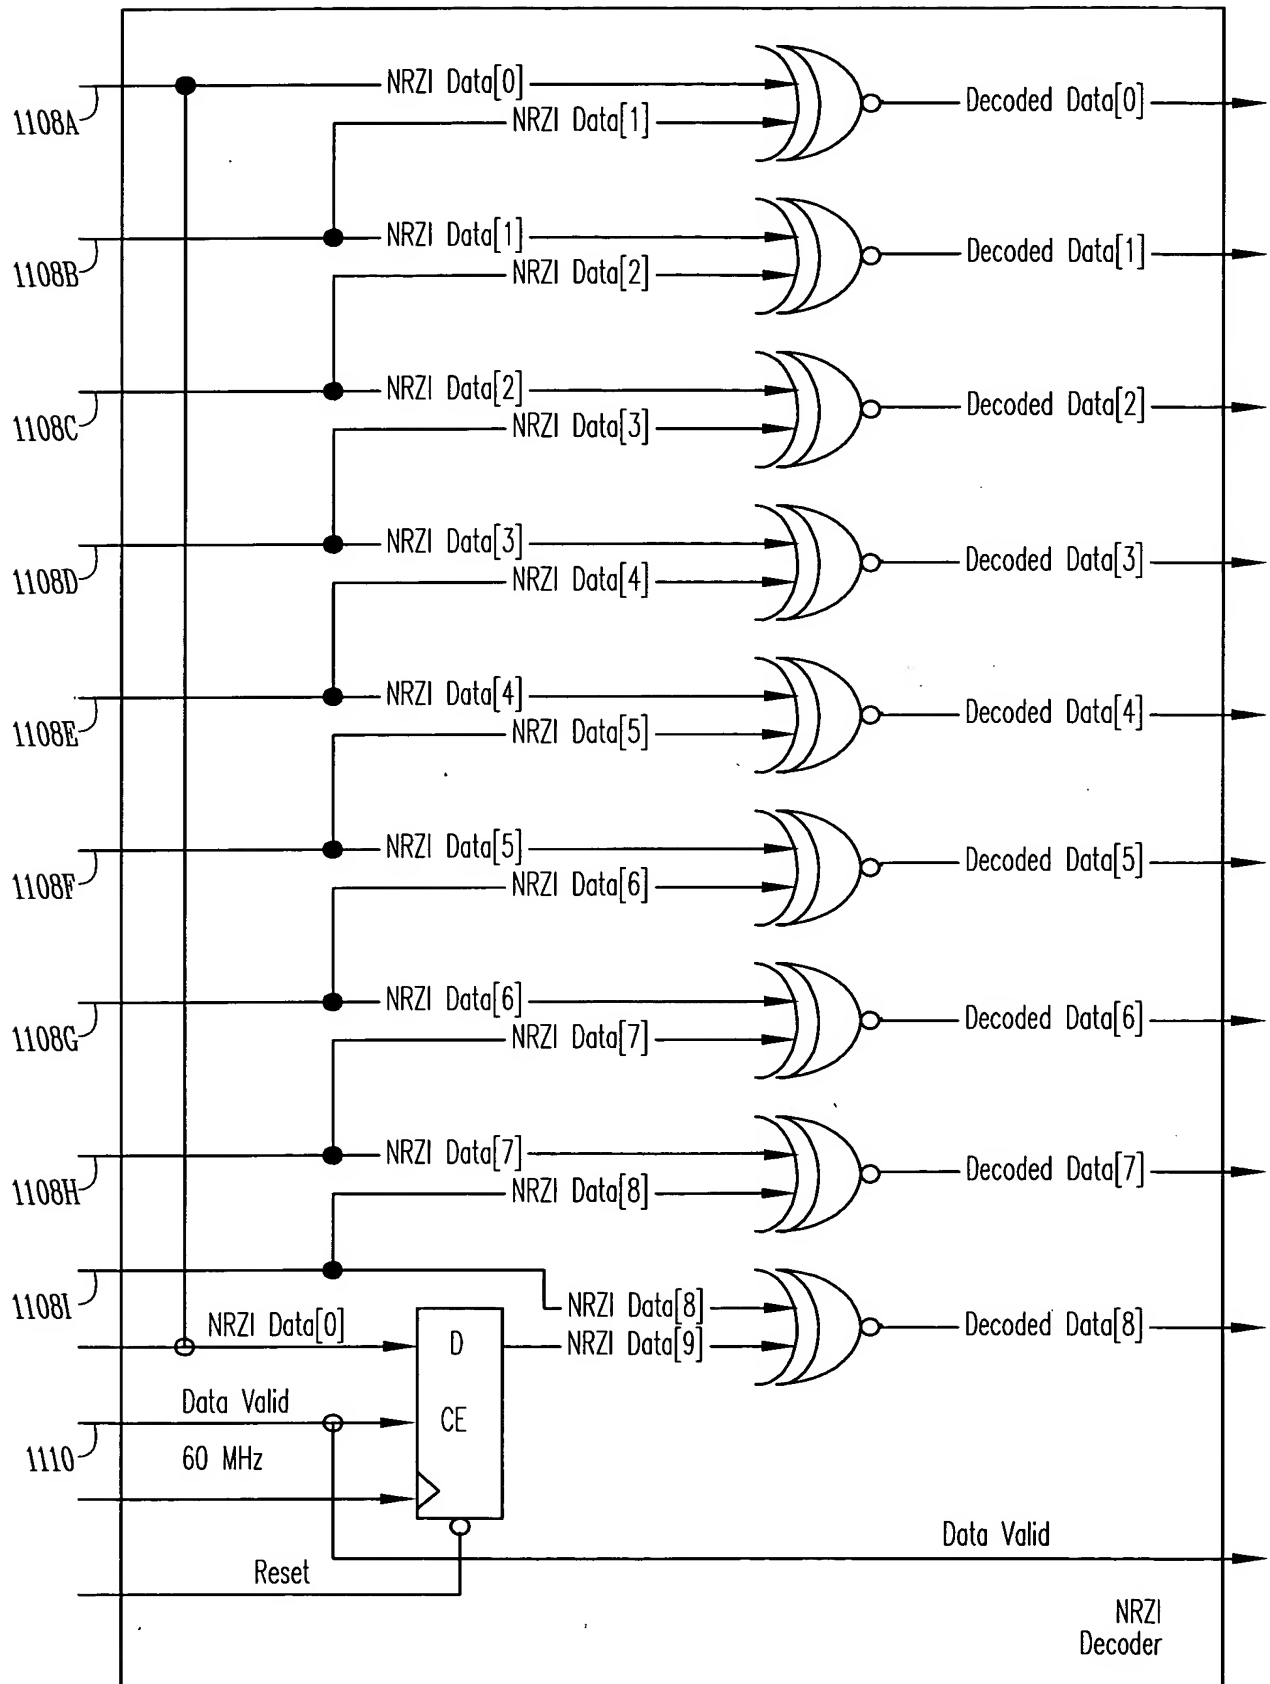 NRZI Data[0]
Decoded Data[0]
1108A
NRZI Data[1]
NRZI Data[1]
Decoded Data[1]
1108B
NRZI Data[2]
NRZI Data[2]
Decoded Data[2]
1108C
NRZI Data[3]
NRZI Data[3]
Decoded Data[3]
1108D
NRZI Data[4]
NRZI Data[4]
Decoded Data[4]
1108E
NRZI Data[5]
NRZI Data[5]
Decoded Data[5]
1108F
NRZI Data[6]
NRZI Data[6]
Decoded Data[6]
1108G
NRZI Data[7]
NRZI Data[7]
Decoded Data[7]
1108H
NRZI Data[8]
1108I
NRZI Data[8]
NRZI Data[0]
D
NRZI Data[9]
Decoded Data[8]
Data Valid
CE
1110
60 MHz
Data Valid
Reset
NRZI
Decoder